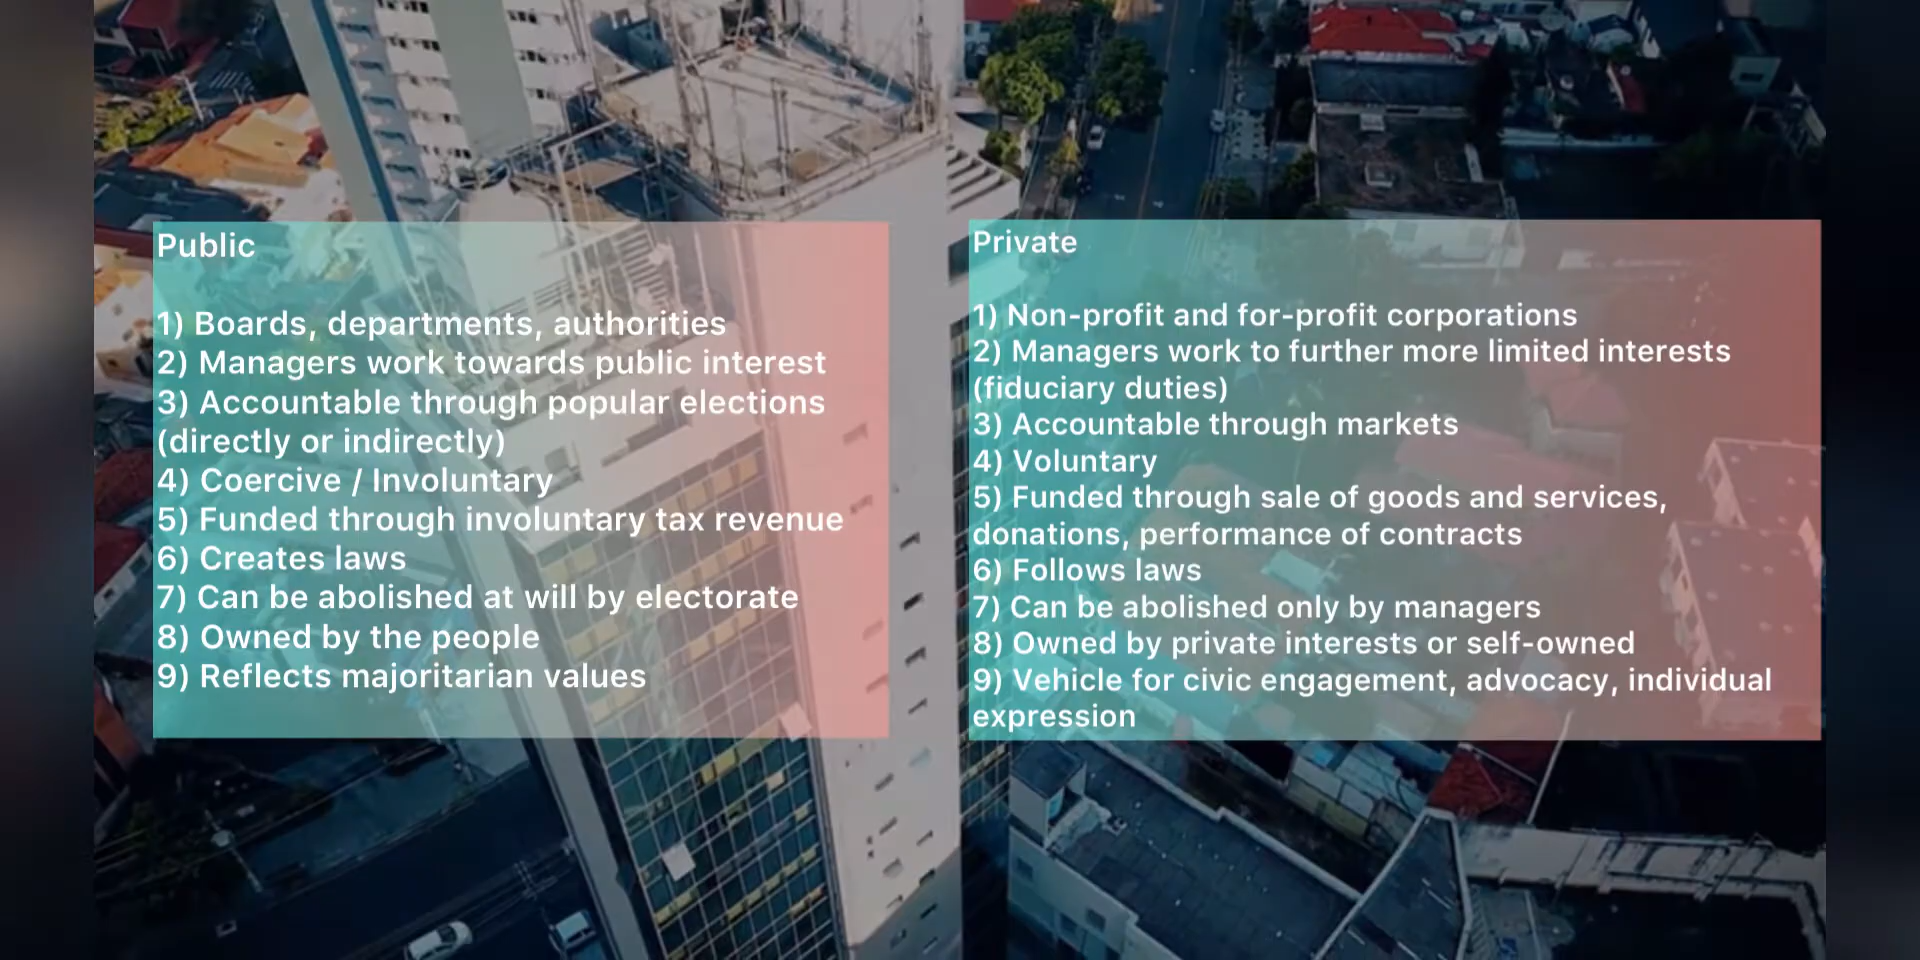 Public
1) Boards, departments, authorities
2) Managers work towards public interest
3) Accountable through popular elections
(directly or indirectly)
4) Coercive / Involuntary
5) Funded through involuntary tax revenue
6) Creates laws
7) Can be abolished at will by electorate
8) Owned by the people
9) Reflects majoritarian values
Private
1) Non-profit and for-profit corporations
2) Managers work to further more limited interests
(fiduciary duties)
3) Accountable through markets
4) Voluntary
5) Funded through sale of goods and services,
donations, performance of contracts
6) Follows laws
7) Can be abolished only by managers
8) Owned by private interests or self-owned
9) Vehicle for civic engagement, advocacy, individual
expression